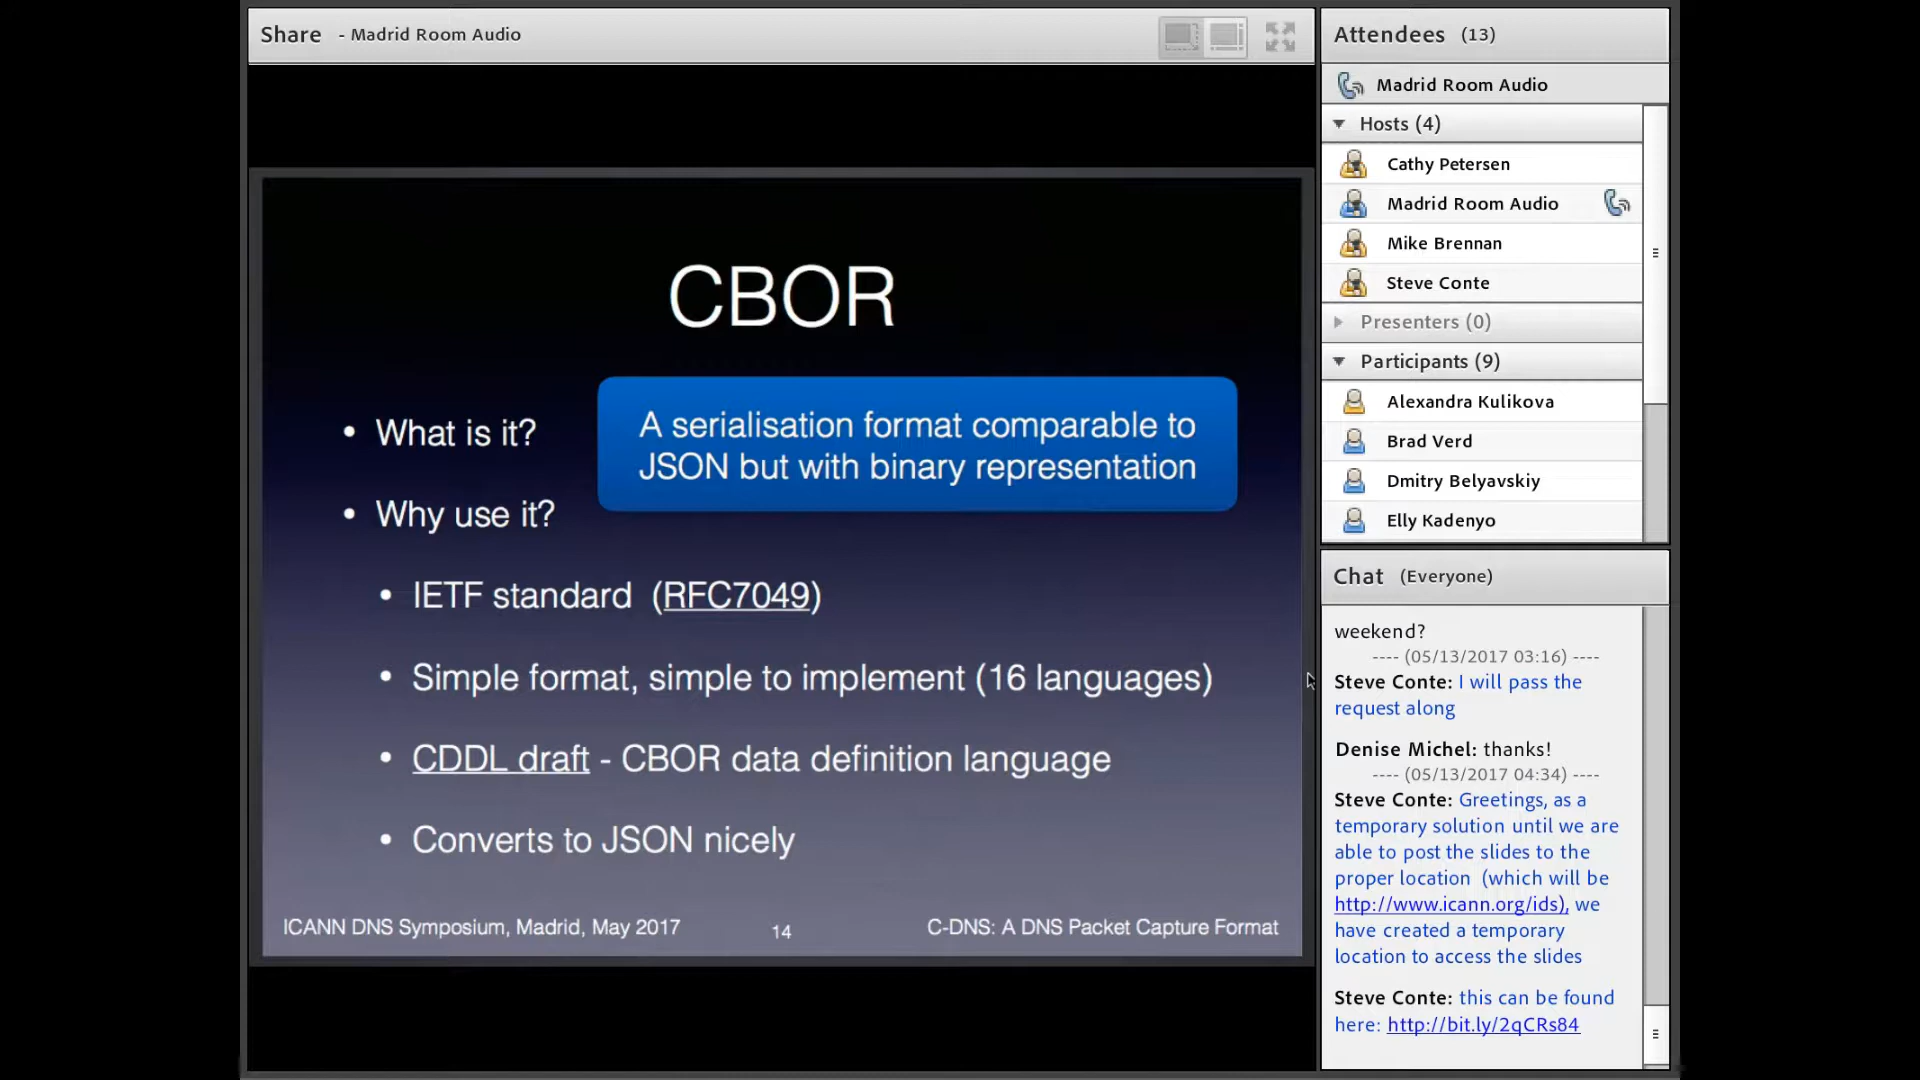 Share - Madrid Room Audio
CBOR
• What is it?
A serialisation format comparable to
JSON but with binary representation
• Why use it?
• IETF standard (RFC7049)
• Simple format, simple to implement (16 languages)
• CDDL draft - CBOR data definition language
• Converts to JSON nicely
ICANN DNS Symposium, Madrid, May 2017
14
C-DNS: A DNS Packet Capture Format
Attendees (13)
Madrid Room Audio
Hosts (4)
Cathy Petersen
Madrid Room Audio
Mike Brennan
Steve Conte
Presenters (0)
Participants (9)
Alexandra Kulikova
Brad Verd
Dmitry Belyavskiy
Elly Kadenyo
Chat (Everyone)
weekend?
---- (05/13/2017 03:16) ----
Steve Conte: I will pass the
request along
Denise Michel: thanks!
---- (05/13/2017 04:34) ----
Steve Conte: Greetings, as a
temporary solution until we are
able to post the slides to the
proper location (which will be
http://www.icann.org/ids), we
have created a temporary
location to access the slides
Steve Conte: this can be found
here: http://bit.ly/2qCRs84